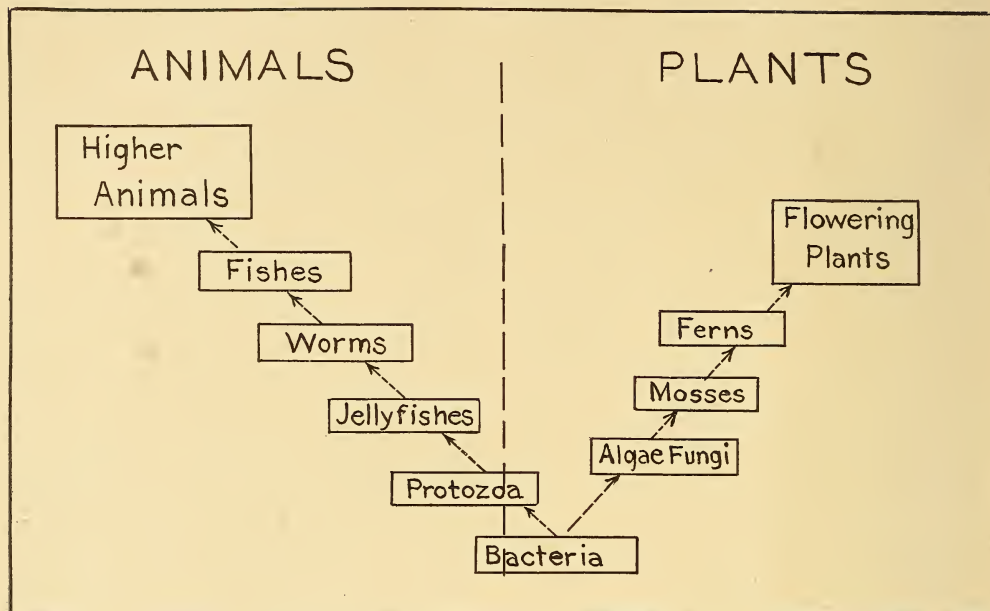 ANIMALS
PLANTS
Higher
Animals
Flowering
Plants
Fishes
Ferns
Worms
Mosses
Jellyfishes
Algae Fungi
Protozoa
Bacteria